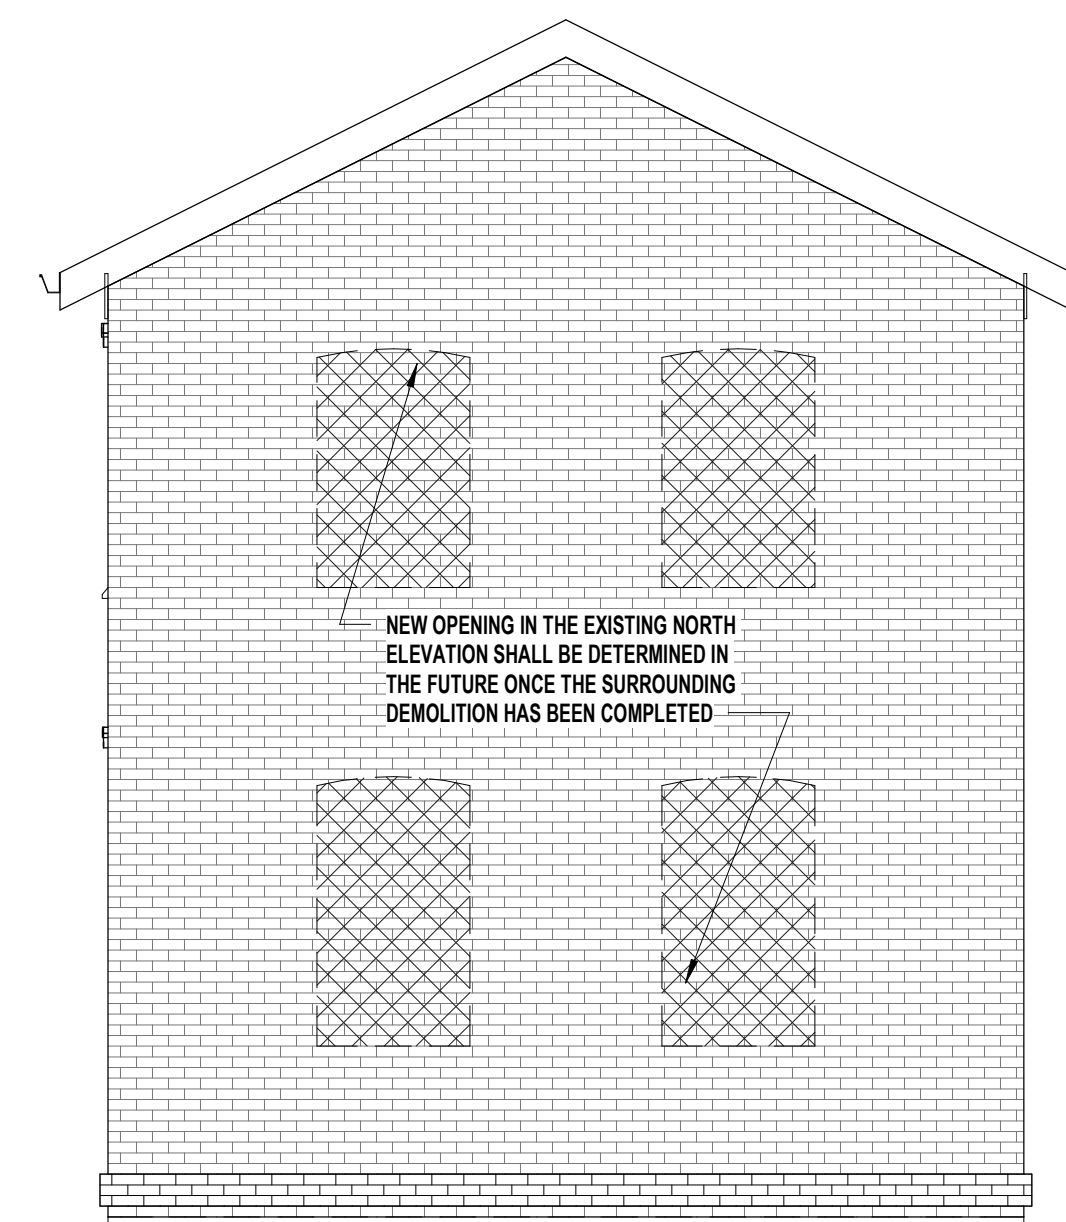 NEW OPENING IN THE EXISTING NORTH
ELEVATION SHALL BE DETERMINED IN
THE FUTURE ONCE THE SURROUNDING
DEMOLITION HAS BEEN COMPLETED